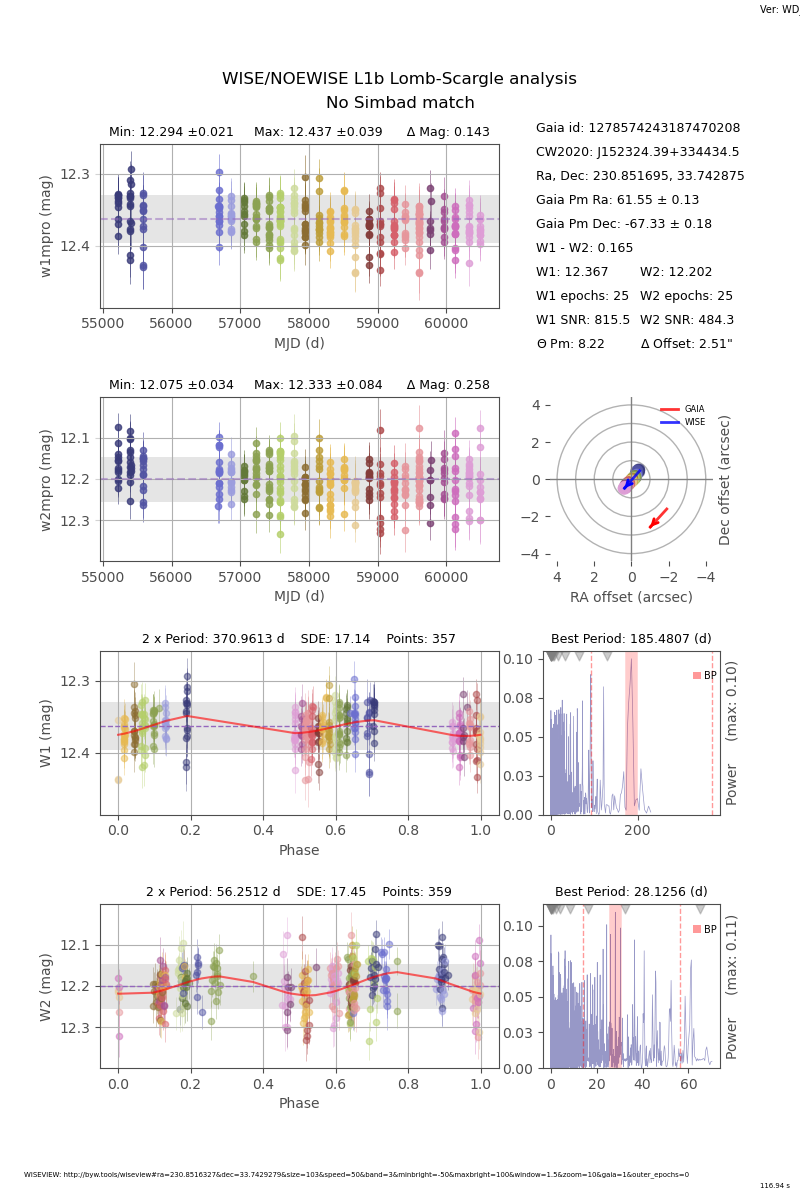 Ver: WD_
WISE/NEOWISE L1b Lomb-Scargle analysis
No Simbad match
Min: 12.294 ±0.021 Max: 12.437 ±0.039 Δ Mag: 0.143
12.3
12.4
w1mpro (mag)
55000 56000 57000 58000 59000 60000
MJD (d)
Gaia id: 1278574243187470208
CW2020: J152324.39+334434.5
Ra, Dec: 230.851695, 33.742875
Gaia Pm Ra: 61.55 ± 0.13
Gaia Pm Dec: -67.33 ± 0.18
W1 - W2: 0.165
W1: 12.367 W2: 12.202
W1 epochs: 25 W2 epochs: 25
W1 SNR: 815.5 W2 SNR: 484.3
Θ Pm: 8.22 Δ Offset: 2.51"
Min: 12.075 ±0.034 Max: 12.333 ±0.084 Δ Mag: 0.258
12.1
12.2
12.3
w2mpro (mag)
55000 56000 57000 58000 59000 60000
MJD (d)
GAIA
WISE
4
2
0
−2
−4
Dec offset (arcsec)
4 2 0 −2 −4
RA offset (arcsec)
2 x Period: 370.9613 d SDE: 17.14 Points: 357
12.3
12.4
W1 (mag)
0.0 0.2 0.4 0.6 0.8 1.0
Phase
Best Period: 185.4807 (d)
BP
0.10
0.08
0.05
0.03
0.00
Power (max: 0.10)
0 200
2 x Period: 56.2512 d SDE: 17.45 Points: 359
12.1
12.2
12.3
W2 (mag)
0.0 0.2 0.4 0.6 0.8 1.0
Phase
Best Period: 28.1256 (d)
BP
0.10
0.08
0.05
0.03
0.00
Power (max: 0.11)
0 20 40 60
WISEVIEW: http://byw.tools/wiseview#ra=230.8516327&dec=33.7429279&size=103&speed=50&band=3&minbright=-50&maxbright=100&window=1.5&zoom=10&gaia=1&outer_epochs=0
116.94 s